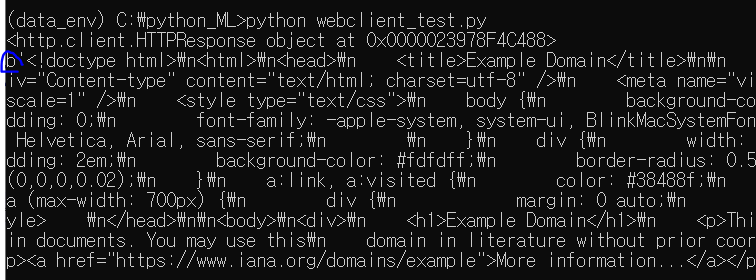 (data_env) C:₩python_ML>python webclient_test.py
<http.client.HTTPResponse object at 0x0000023978F4C488>
b'<!doctype html>₩n<html>₩n<head>₩n    <title>Example Domain</title>₩n₩n
iv="Content-type" content="text/html; charset=utf-8" />₩n    <meta name="vi
scale=1" />₩n    <style type="text/css">₩n    body {₩n        background-co
dding: 0;₩n        font-family: -apple-system, system-ui, BlinkMacSystemFon
 Helvetica, Arial, sans-serif;₩n        ₩n    }₩n    div {₩n        width:
dding: 2em;₩n        background-color: #fdfdff;₩n        border-radius: 0.5
(0,0,0,0.02);₩n    }₩n    a:link, a:visited {₩n        color: #38488f;₩n
a (max-width: 700px) {₩n        div {₩n            margin: 0 auto;₩n
yle>    ₩n</head>₩n₩n<body>₩n<div>₩n    <h1>Example Domain</h1>₩n    <p>Thi
in documents. You may use this₩n    domain in literature without prior coor
p><a href="https://www.iana.org/domains/example">More information...</a></p